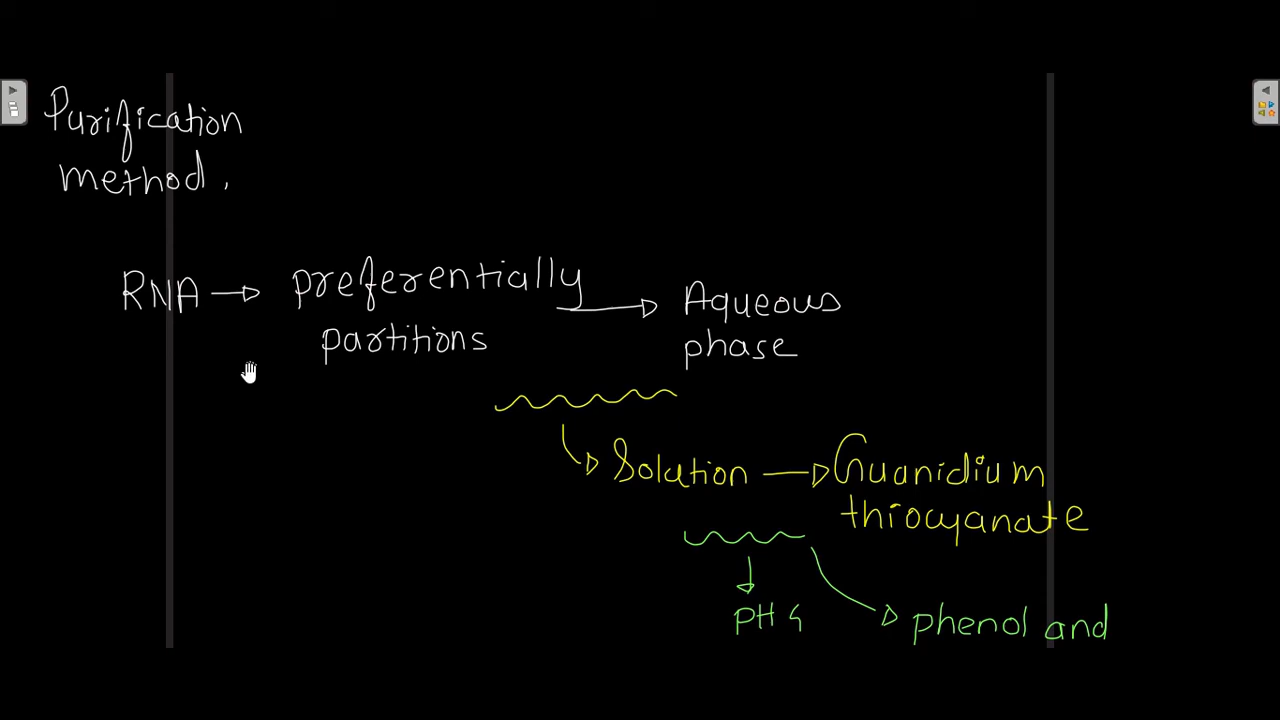 Purification
method.
RNA → preferentially → Aqueous
partitions phase
Solution → Guanidium
thiocyanate
PH 4
phenol and